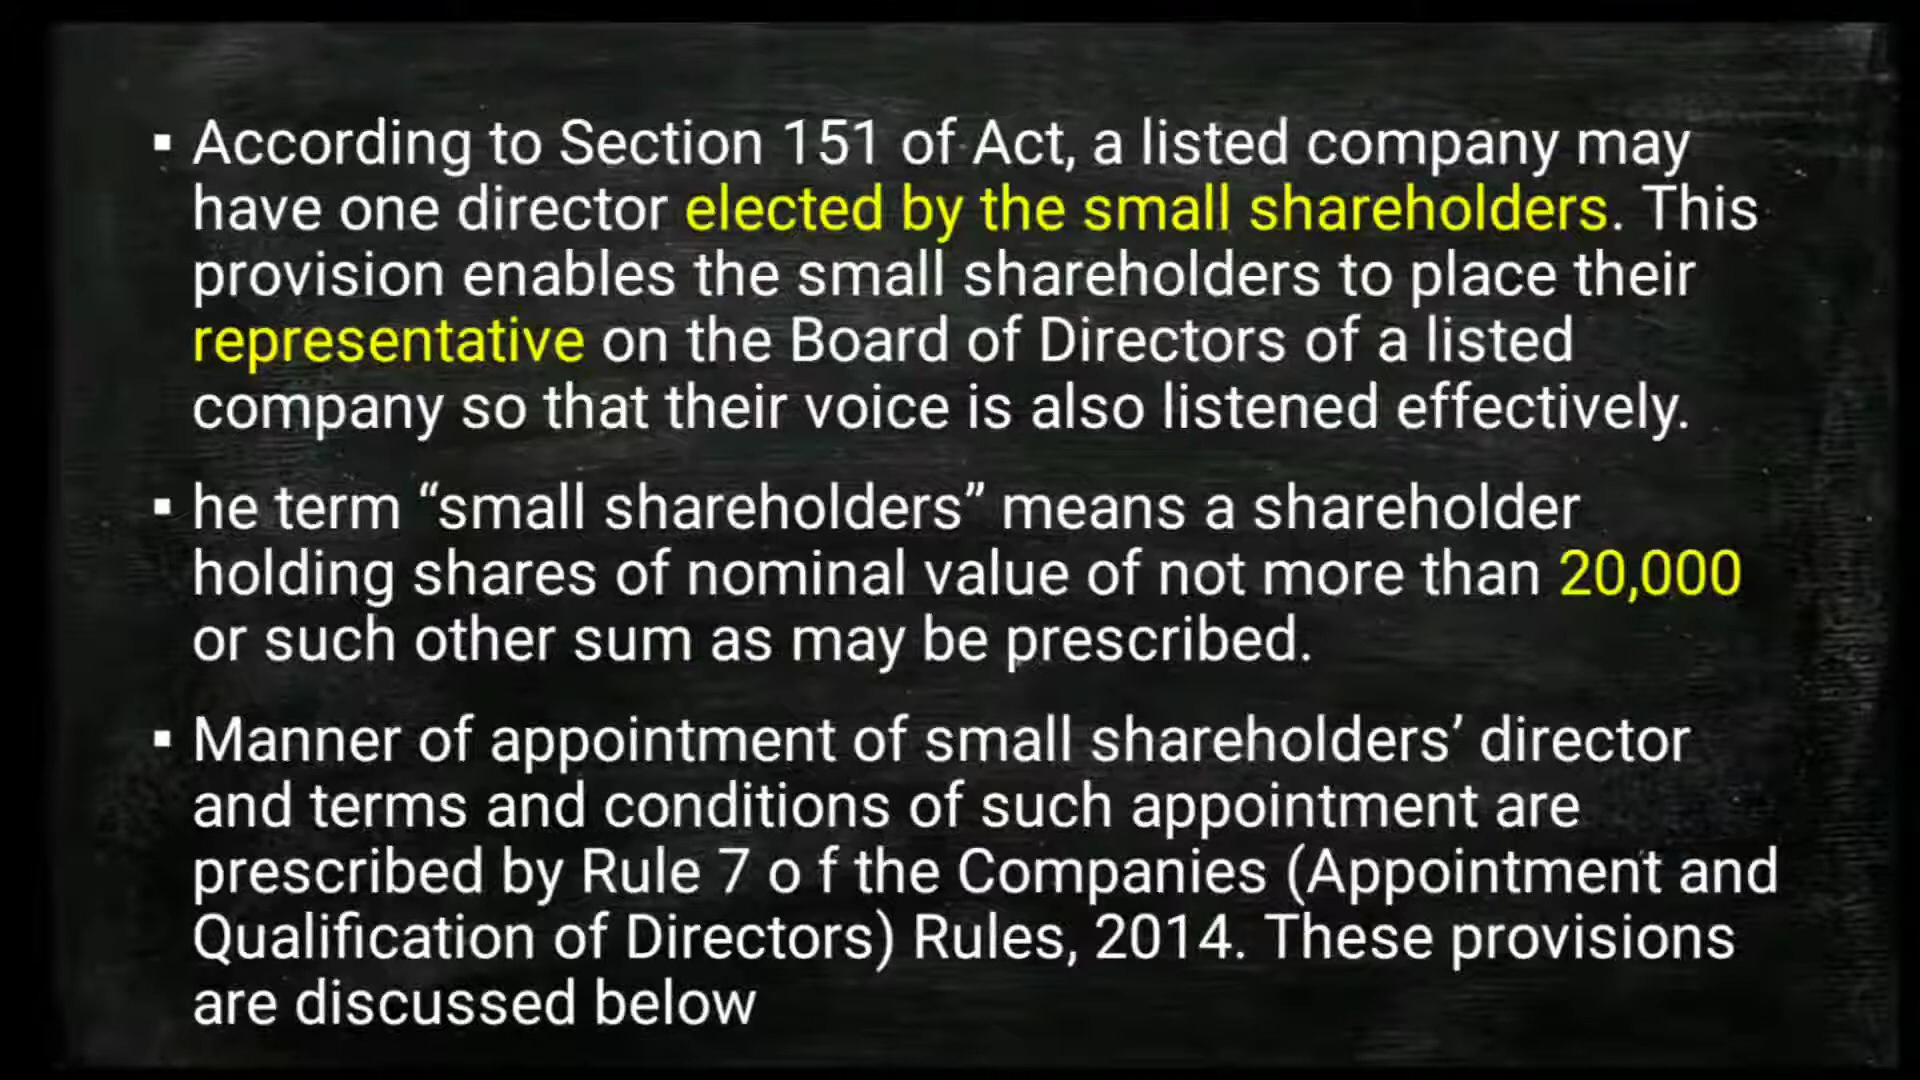 ▪ According to Section 151 of Act, a listed company may
have one director elected by the small shareholders. This
provision enables the small shareholders to place their
representative on the Board of Directors of a listed
company so that their voice is also listened effectively.
▪ he term “small shareholders” means a shareholder
holding shares of nominal value of not more than 20,000
or such other sum as may be prescribed.
▪ Manner of appointment of small shareholders’ director
and terms and conditions of such appointment are
prescribed by Rule 7 o f the Companies (Appointment and
Qualification of Directors) Rules, 2014. These provisions
are discussed below